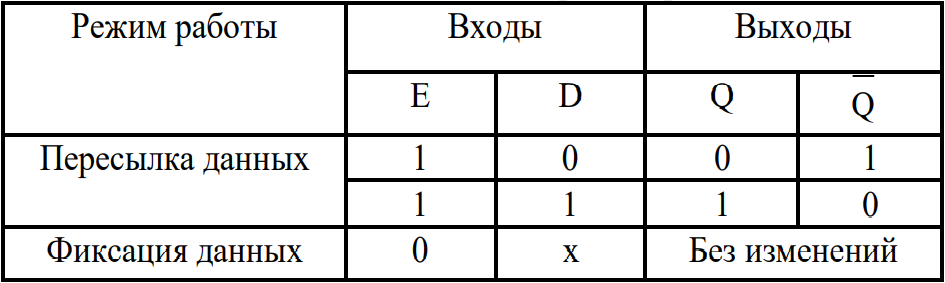 Режим работы Входы Выходы
E D Q Q̅
Пересылка данных 1 0 0 1
1 1 1 0
Фиксация данных 0 x Без изменений